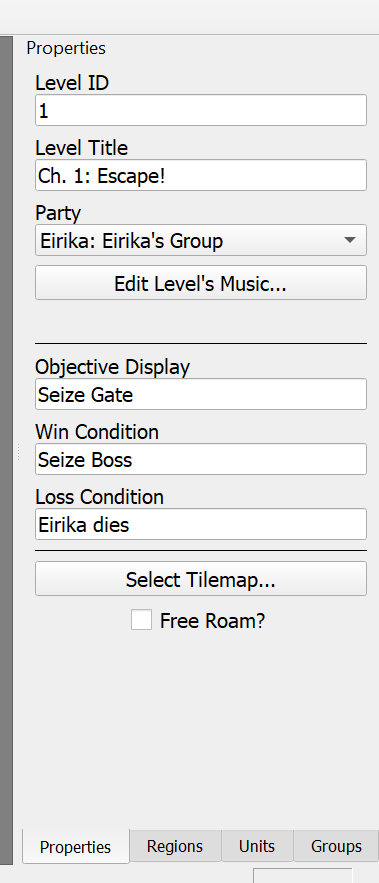 Properties
Level ID
1
Level Title
Ch. 1: Escape!
Party
Eirika: Eirika's Group
Edit Level's Music...
Objective Display
Seize Gate
Win Condition
Seize Boss
Loss Condition
Eirika dies
Select Tilemap...
Free Roam?
Properties Regions Units Groups